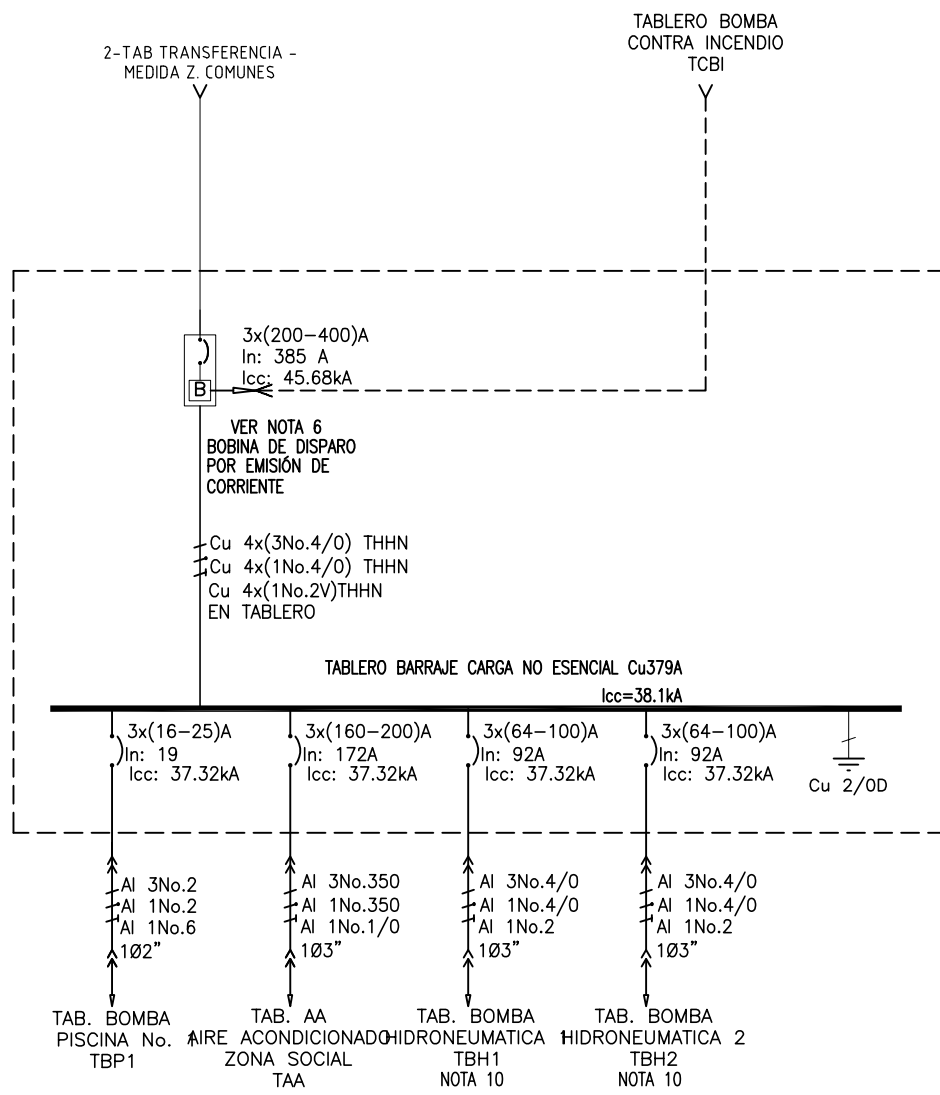 2-TAB TRANSFERENCIA -
MEDIDA Z. COMUNES
TABLERO BOMBA
CONTRA INCENDIO
TCBI
3x(200-400)A
In: 385 A
Icc: 45.68kA
B
VER NOTA 6
BOBINA DE DISPARO
POR EMISIÓN DE
CORRIENTE
Cu 4x(3No.4/0) THHN
Cu 4x(1No.4/0) THHN
Cu 4x(1No.2V)THHN
EN TABLERO
TABLERO BARRAJE CARGA NO ESENCIAL Cu379A
Icc=38.1kA
3x(16-25)A
In: 19
Icc: 37.32kA
3x(160-200)A
In: 172A
Icc: 37.32kA
3x(64-100)A
In: 92A
Icc: 37.32kA
3x(64-100)A
In: 92A
Icc: 37.32kA
Cu 2/0D
Al 3No.2
Al 1No.2
Al 1No.6
1Ø2"
Al 3No.350
Al 1No.350
Al 1No.1/0
1Ø3"
Al 3No.4/0
Al 1No.4/0
Al 1No.2
1Ø3"
Al 3No.4/0
Al 1No.4/0
Al 1No.2
1Ø3"
TAB. BOMBA
PISCINA No. 1
TBP1
TAB. AA
AIRE ACONDICIONADO
ZONA SOCIAL
TAA
TAB. BOMBA
HIDRONEUMATICA 1
TBH1
NOTA 10
TAB. BOMBA
HIDRONEUMATICA 2
TBH2
NOTA 10